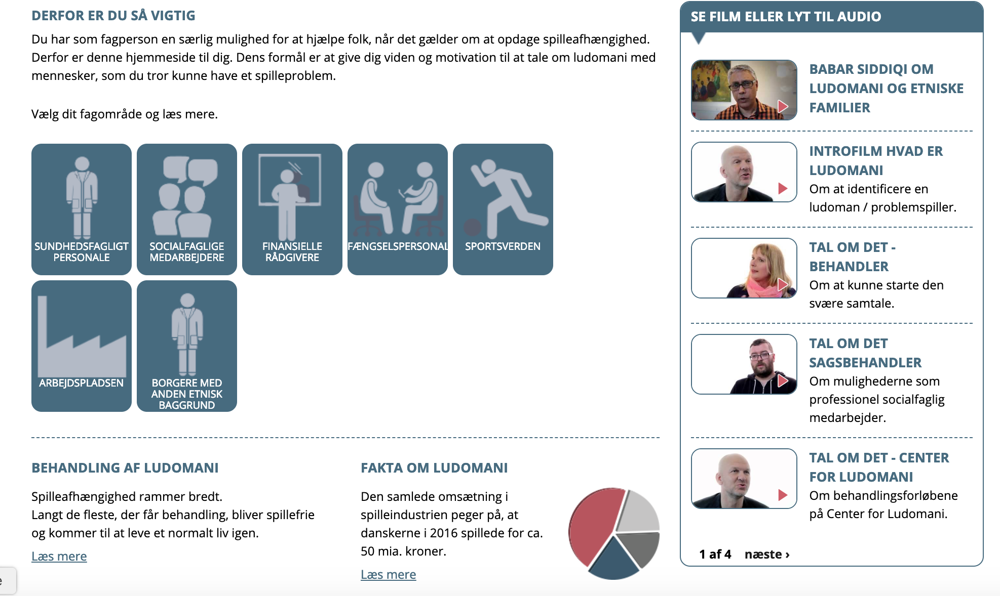 DERFOR ER DU SÅ VIGTIG
Du har som fagperson en særlig mulighed for at hjælpe folk, når det gælder om at opdage spilleafhængighed.
Derfor er denne hjemmeside til dig. Dens formål er at give dig viden og motivation til at tale om ludomani med
mennesker, som du tror kunne have et spilleproblem.
Vælg dit fagområde og læs mere.
SUNDHEDSFAGLIGT
PERSONALE
SOCIALFAGLIGE
MEDARBEJDERE
FINANSIELLE
RÅDGIVERE
FÆNGSELSPERSONAL
SPORTSVERDEN
ARBEJDSPLADSEN
BORGERE MED
ANDEN ETNISK
BAGGRUND
BEHANDLING AF LUDOMANI
Spilleafhængighed rammer bredt.
Langt de fleste, der får behandling, bliver spillefrie
og kommer til at leve et normalt liv igen.
Læs mere
FAKTA OM LUDOMANI
Den samlede omsætning i
spilleindustrien peger på, at
danskerne i 2016 spillede for ca.
50 mia. kroner.
Læs mere
SE FILM ELLER LYT TIL AUDIO
BABAR SIDDIQI OM
LUDOMANI OG ETNISKE
FAMILIER
INTROFILM HVAD ER
LUDOMANI
Om at identificere en
ludoman / problemspiller.
TAL OM DET -
BEHANDLER
Om at kunne starte den
svære samtale.
TAL OM DET
SAGSBEHANDLER
Om mulighederne som
professionel socialfaglig
medarbejder.
TAL OM DET - CENTER
FOR LUDOMANI
Om behandlingsforløbene
på Center for Ludomani.
1 af 4 næste ›